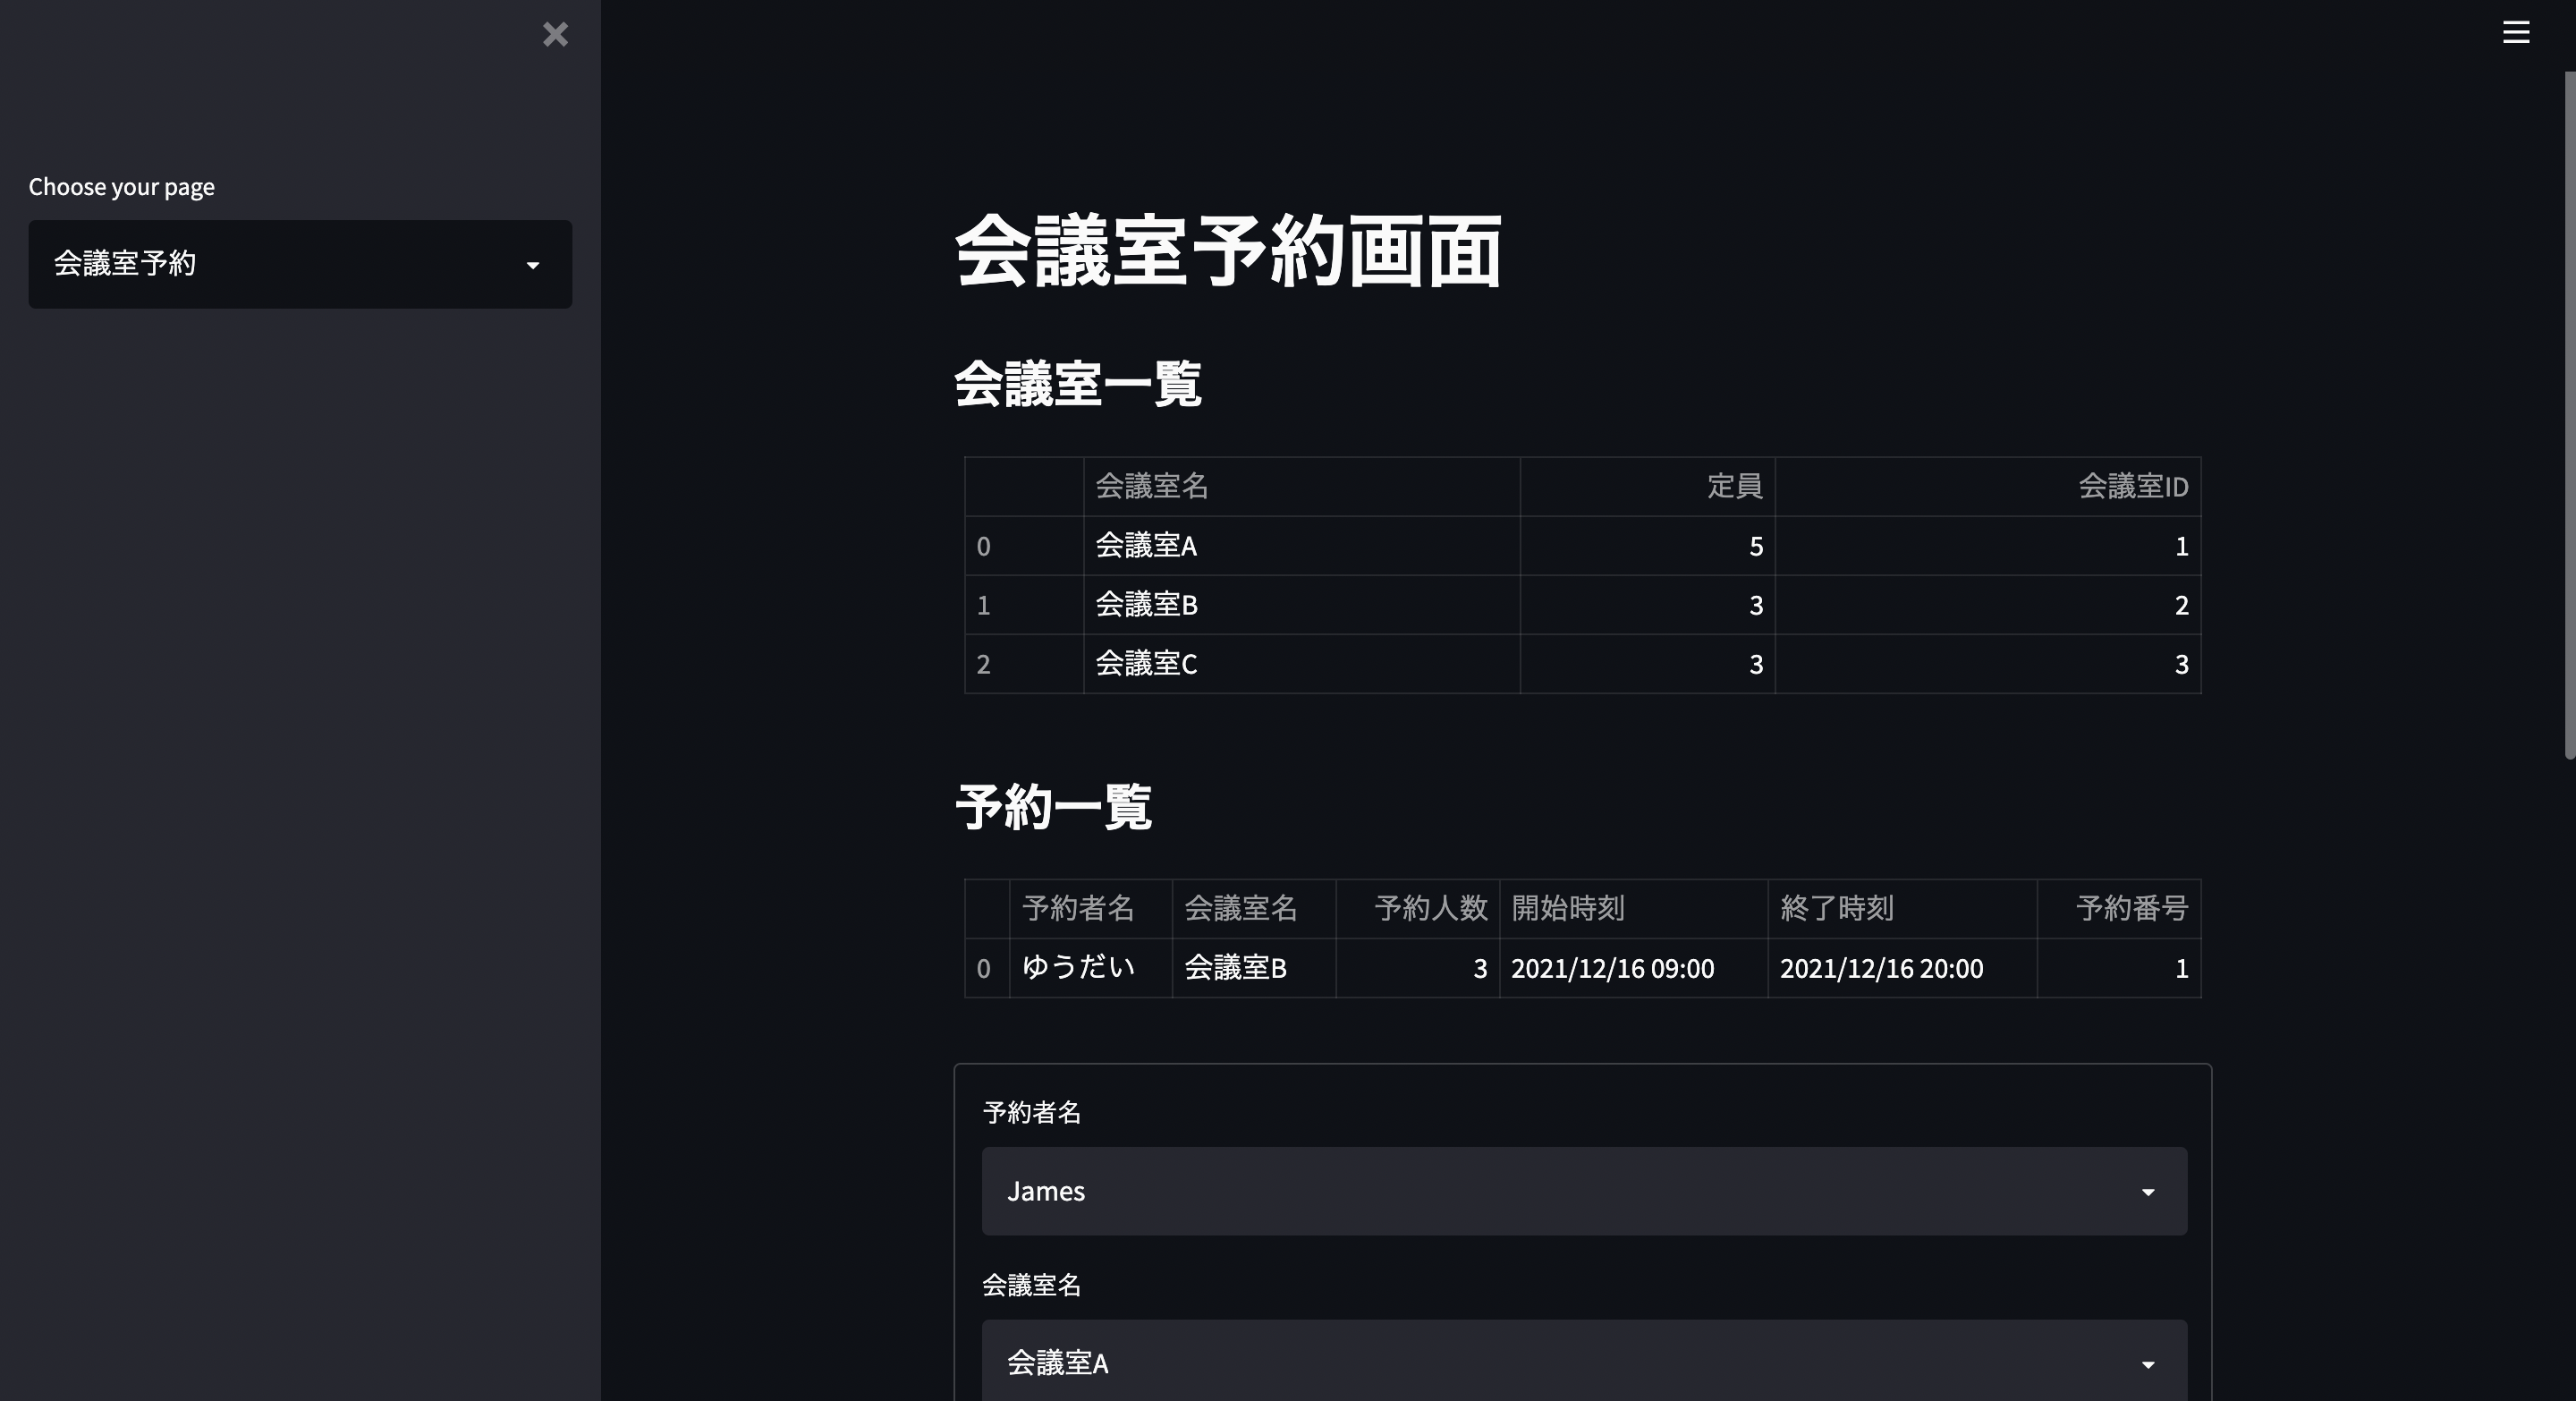 Choose your page
会議室予約
会議室予約画面
会議室一覧
会議室名 定員 会議室ID
0 会議室A 5 1
1 会議室B 3 2
2 会議室C 3 3
予約一覧
予約者名 会議室名 予約人数 開始時刻 終了時刻 予約番号
0 ゆうだい 会議室B 3 2021/12/16 09:00 2021/12/16 20:00 1
予約者名
James
会議室名
会議室A